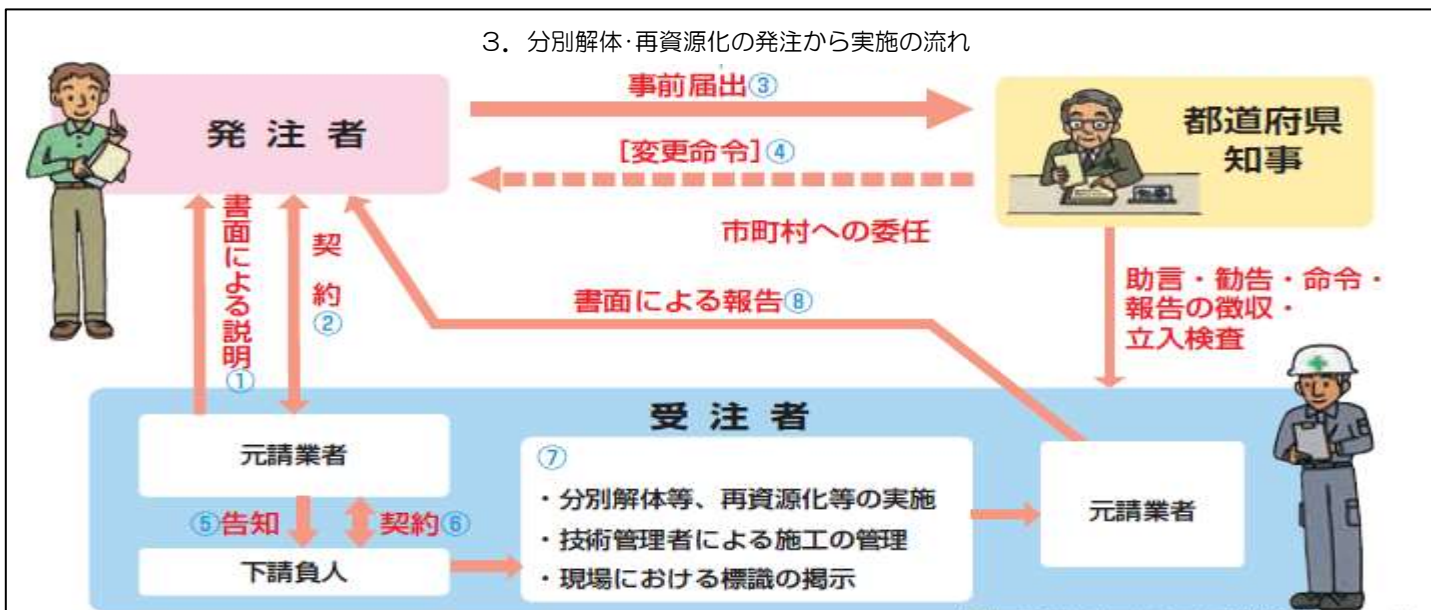 ３．分別解体・再資源化の発注から実施の流れ
発注者
事前届出③
[変更命令]④
都道府県
知事
市町村への委任
書面による説明①
契約②
書面による報告⑧
助言・勧告・命令・
報告の徴収・
立入検査
受注者
元請業者
⑤告知
契約⑥
下請負人
⑦
・分別解体等、再資源化等の実施
・技術管理者による施工の管理
・現場における標識の掲示
元請業者